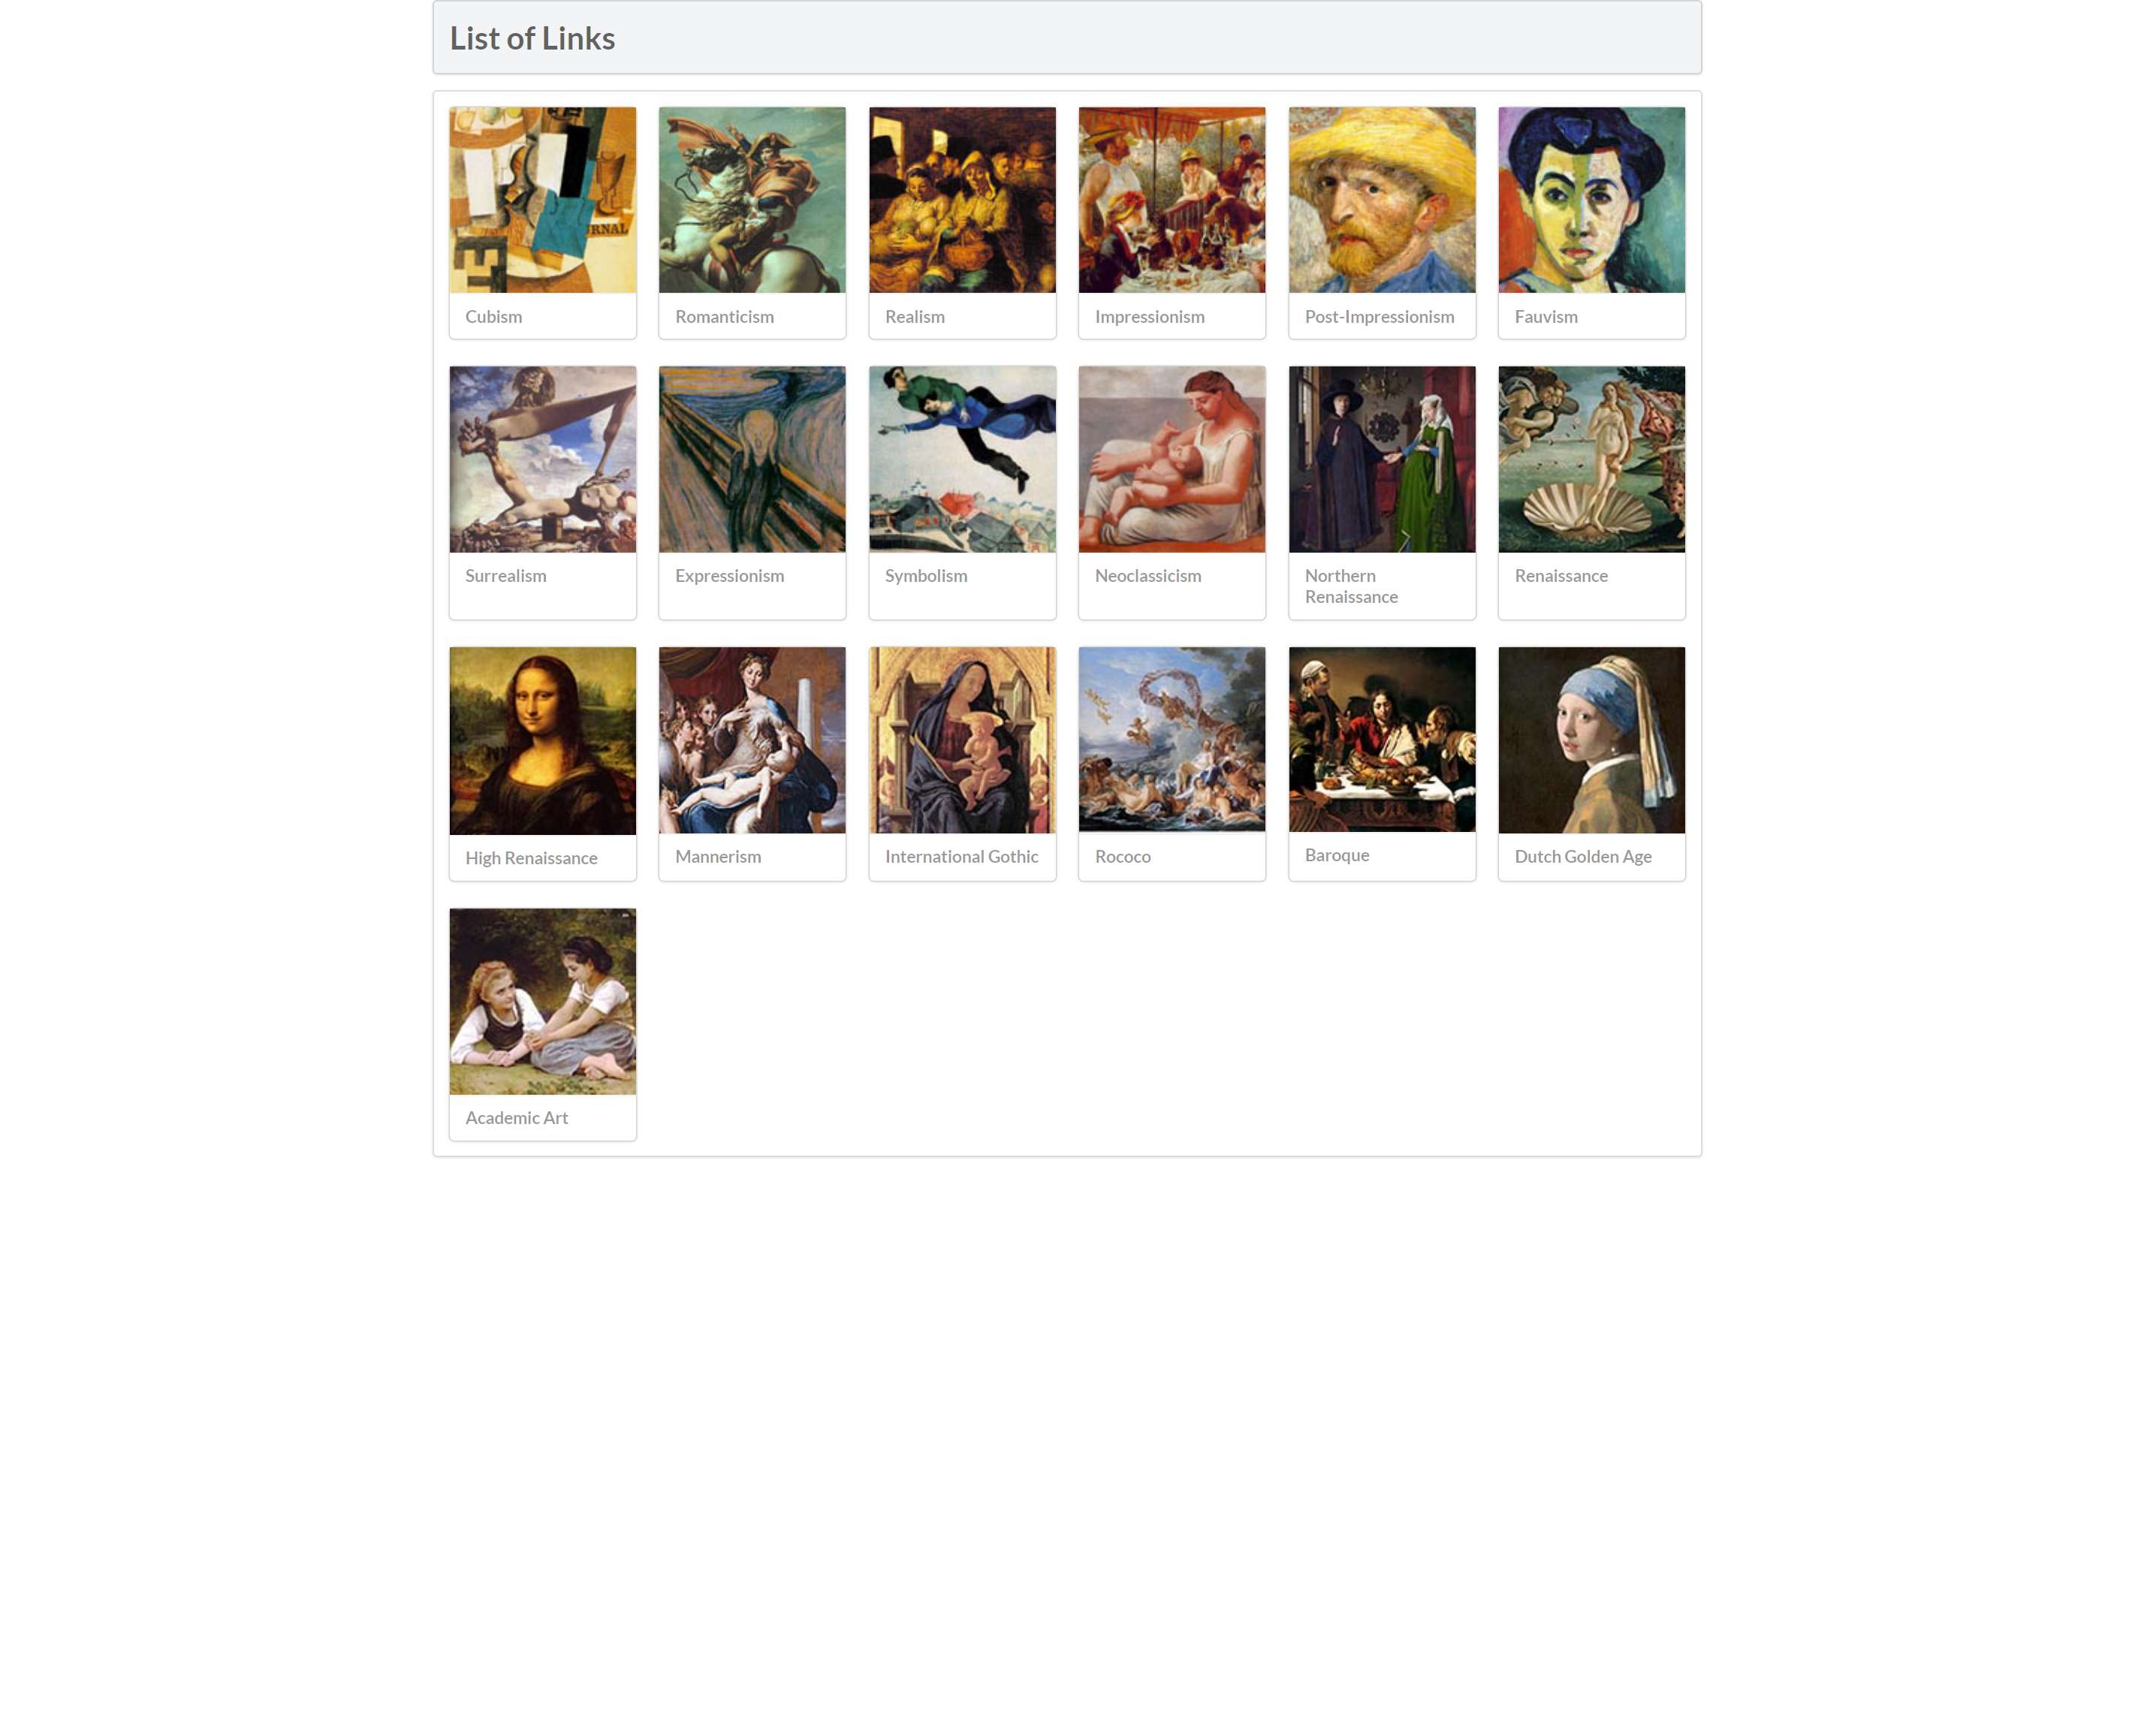 List of Links
RNAL
Cubism
Romanticism
Realism
Impressionism
Post-Impressionism
Fauvism
Surrealism
Expressionism
Symbolism
Neoclassicism
Northern
Renaissance
Renaissance
High Renaissance
Mannerism
International Gothic
Rococo
Baroque
Dutch Golden Age
Academic Art